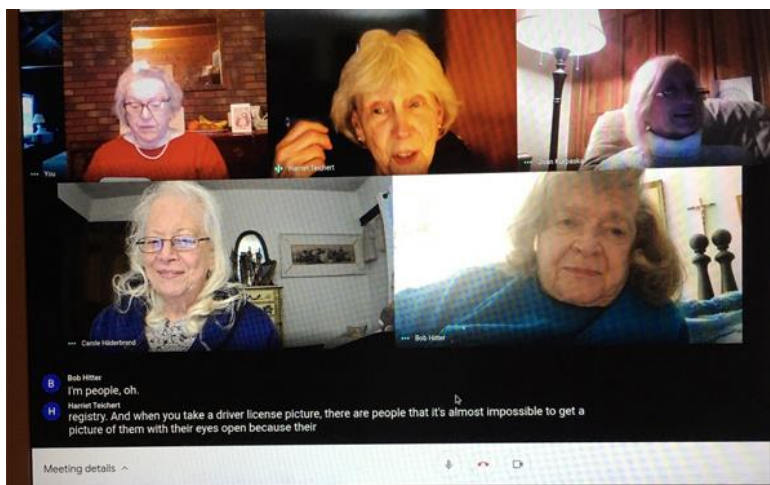 You
Harriet Teichert
Joan Kurpaska
Carole Hilderbrand
Bob Hitter
B
Bob Hitter
I'm people, oh.
H
Harriet Teichert
registry. And when you take a driver license picture, there are people that it's almost impossible to get a
picture of them with their eyes open because their
Meeting details